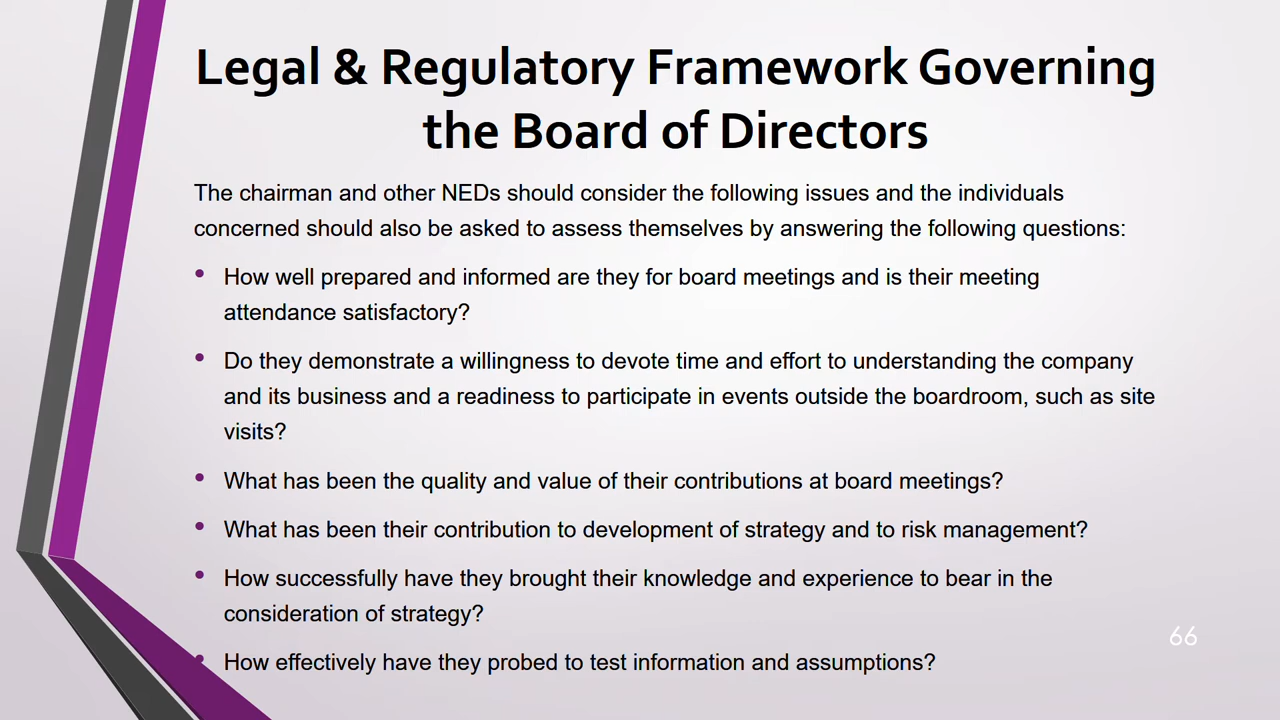 Legal & Regulatory Framework Governing
the Board of Directors
The chairman and other NEDs should consider the following issues and the individuals
concerned should also be asked to assess themselves by answering the following questions:
• How well prepared and informed are they for board meetings and is their meeting
attendance satisfactory?
• Do they demonstrate a willingness to devote time and effort to understanding the company
and its business and a readiness to participate in events outside the boardroom, such as site
visits?
• What has been the quality and value of their contributions at board meetings?
• What has been their contribution to development of strategy and to risk management?
• How successfully have they brought their knowledge and experience to bear in the
consideration of strategy?
66
• How effectively have they probed to test information and assumptions?